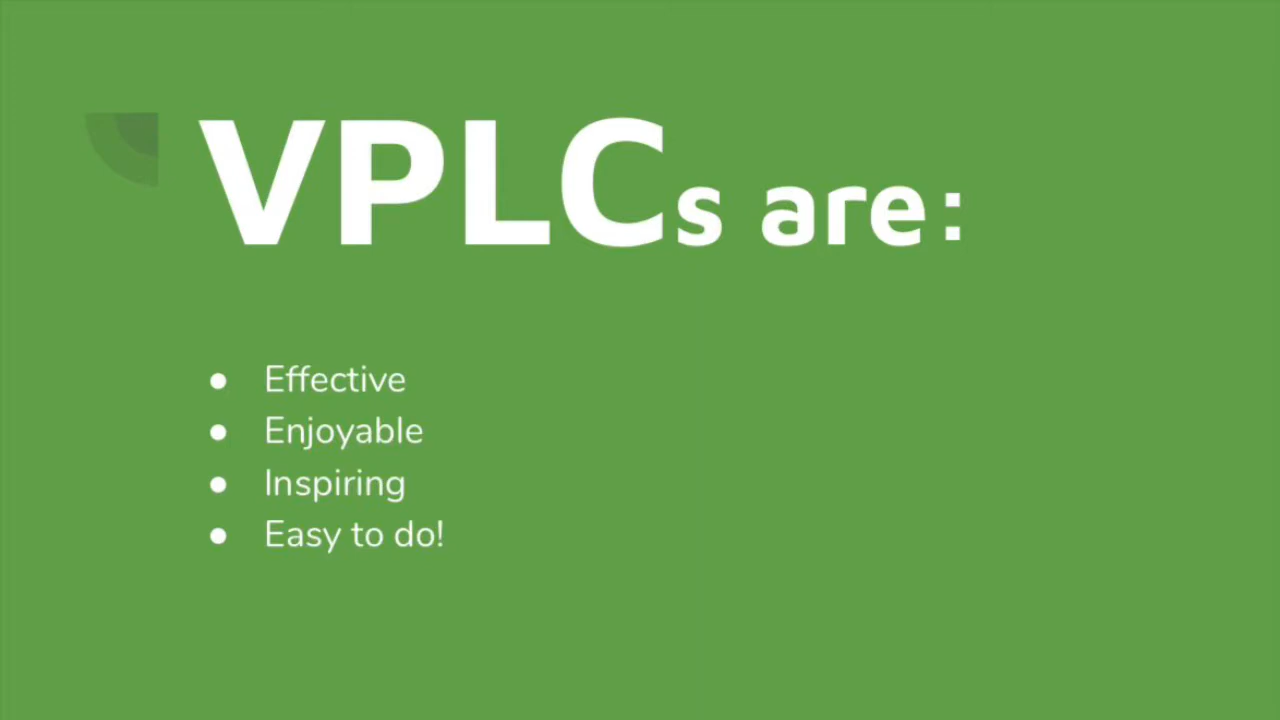 VPLCs are:
● Effective
● Enjoyable
● Inspiring
● Easy to do!